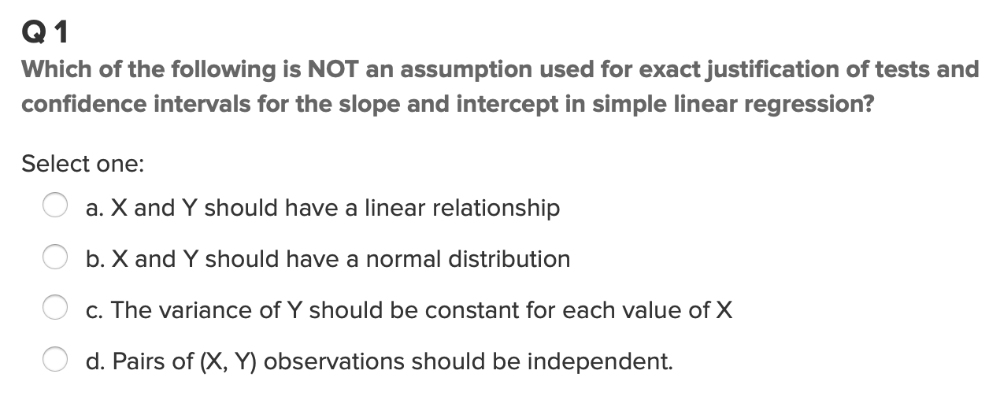 Q 1
Which of the following is NOT an assumption used for exact justification of tests and
confidence intervals for the slope and intercept in simple linear regression?
Select one:
a. X and Y should have a linear relationship
b. X and Y should have a normal distribution
c. The variance of Y should be constant for each value of X
d. Pairs of (X, Y) observations should be independent.